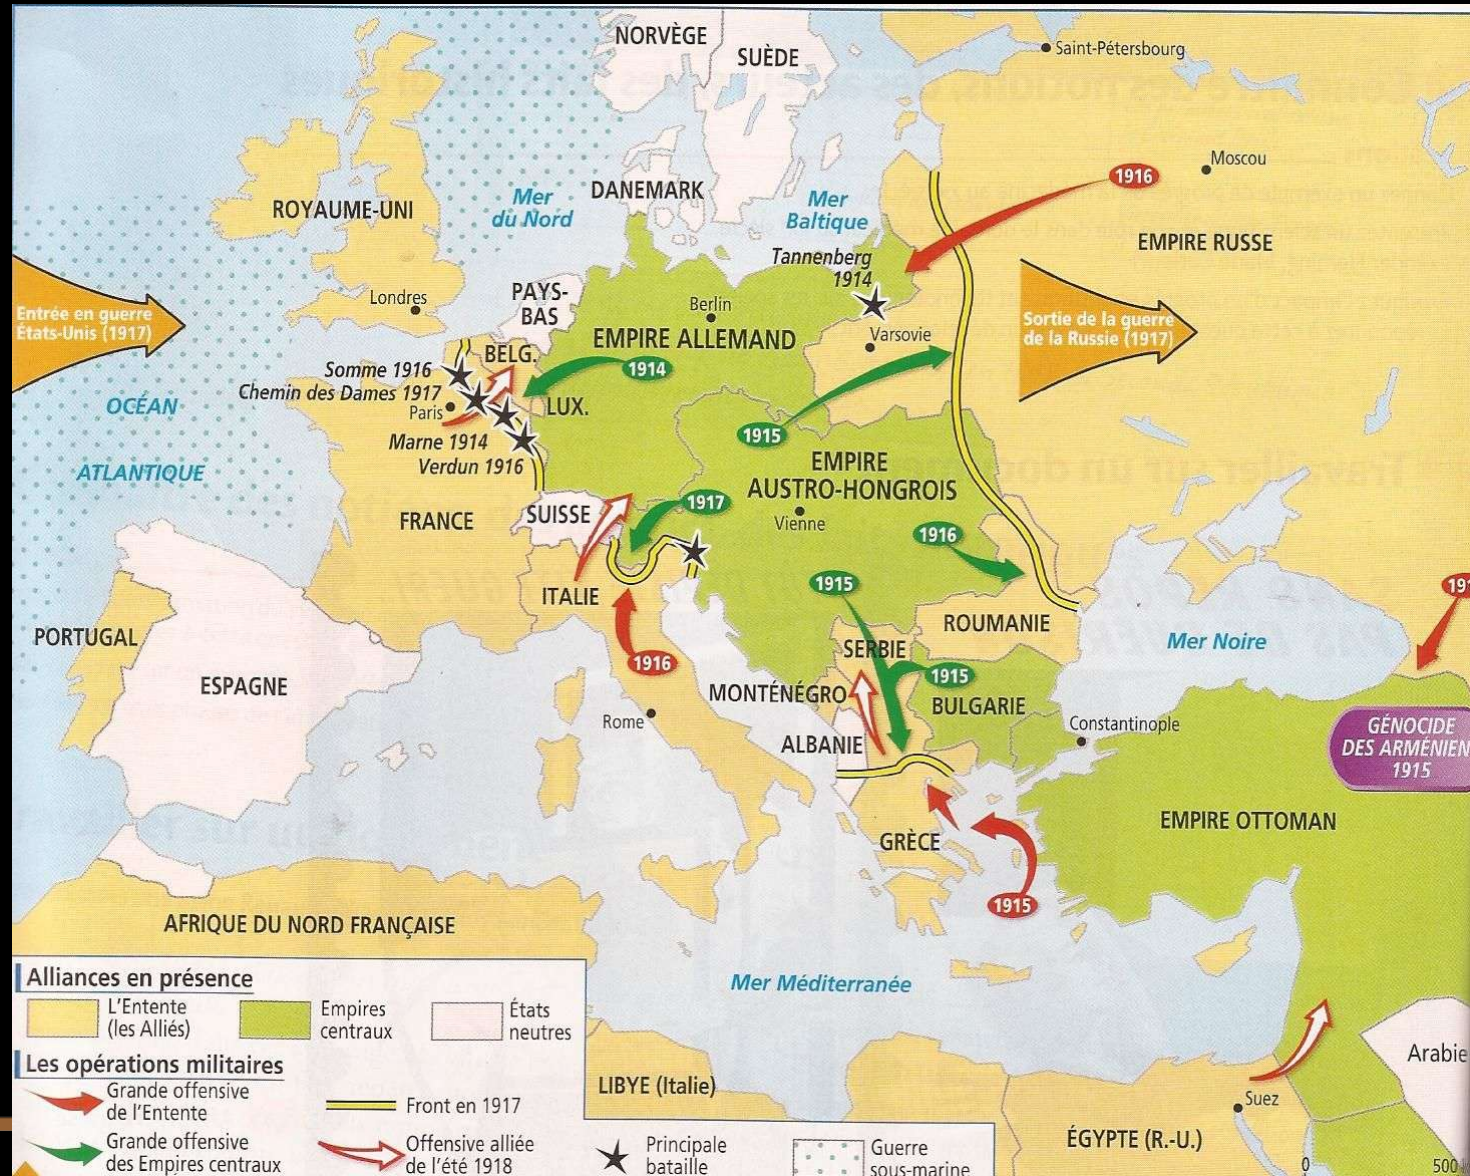 NORVÈGE
SUÈDE
Saint-Pétersbourg
Moscou
1916
ROYAUME-UNI
Mer
du Nord
DANEMARK
Mer
Baltique
EMPIRE RUSSE
Tannenberg
1914
Entrée en guerre
États-Unis (1917)
Londres
PAYS-
BAS
Berlin
EMPIRE ALLEMAND
Varsovie
Sortie de la guerre
de la Russie (1917)
BELG.
Somme 1916
1914
Chemin des Dames 1917
OCÉAN
ATLANTIQUE
Paris
LUX.
Marne 1914
Verdun 1916
1915
EMPIRE
AUSTRO-HONGROIS
Vienne
FRANCE
SUISSE
1917
1916
1915
191
ITALIE
ROUMANIE
PORTUGAL
Mer Noire
SERBIE
1916
1915
ESPAGNE
MONTÉNÉGRO
BULGARIE
Rome
Constantinople
ALBANIE
GÉNOCIDE
DES ARMÉNIEN
1915
EMPIRE OTTOMAN
GRÈCE
1915
AFRIQUE DU NORD FRANÇAISE
Mer Méditerranée
Arabie
LIBYE (Italie)
Suez
ÉGYPTE (R.-U.)
0
500
Alliances en présence
L'Entente
(les Alliés)
Empires
centraux
États
neutres
Les opérations militaires
Grande offensive
de l'Entente
Front en 1917
Grande offensive
des Empires centraux
Offensive alliée
de l'été 1918
Principale
bataille
Guerre
sous-marine